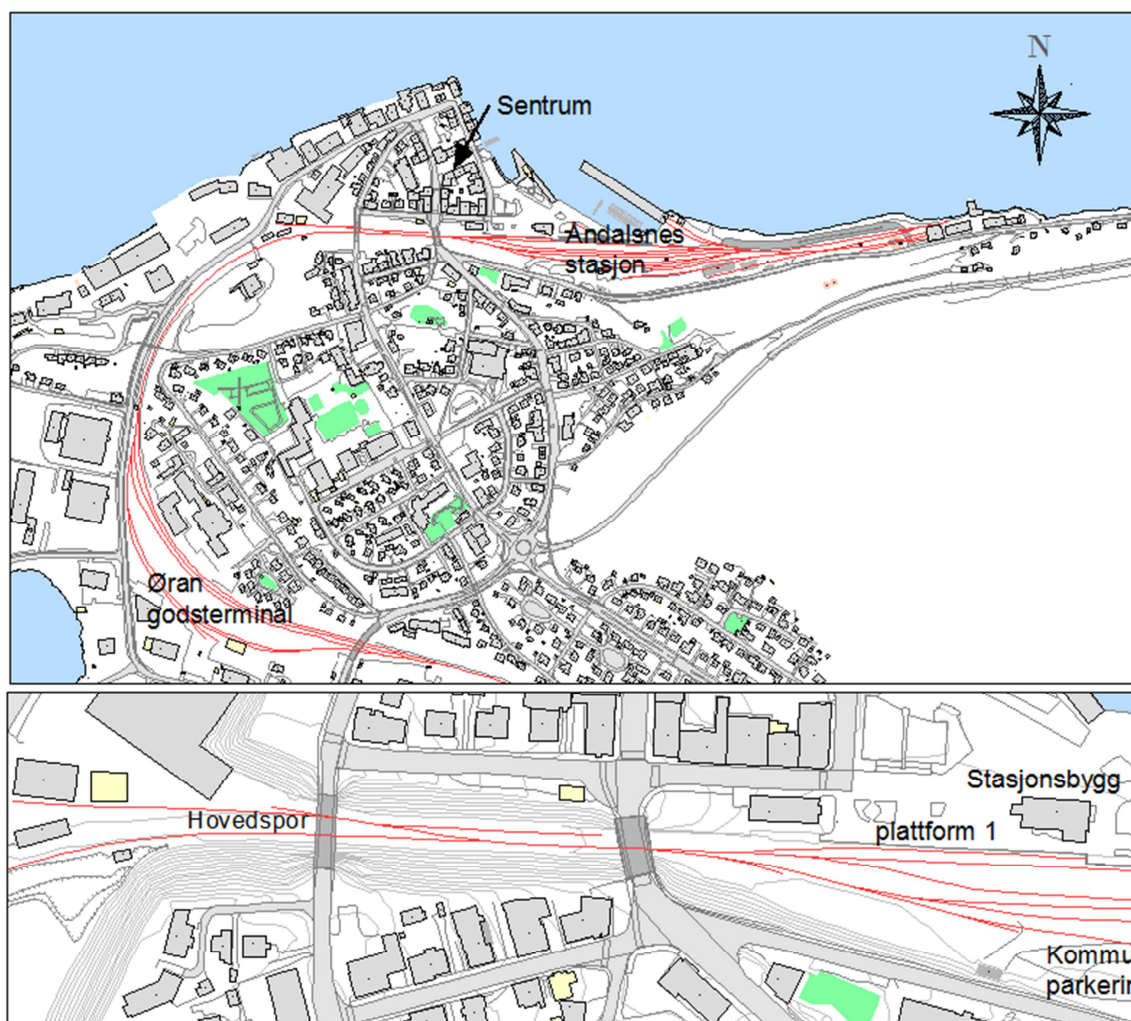 N
Sentrum
Åndalsnes
stasjon
Øran
godsterminal
Stasjonsbygg
Hovedspor
plattform 1
Kommu
parkerin